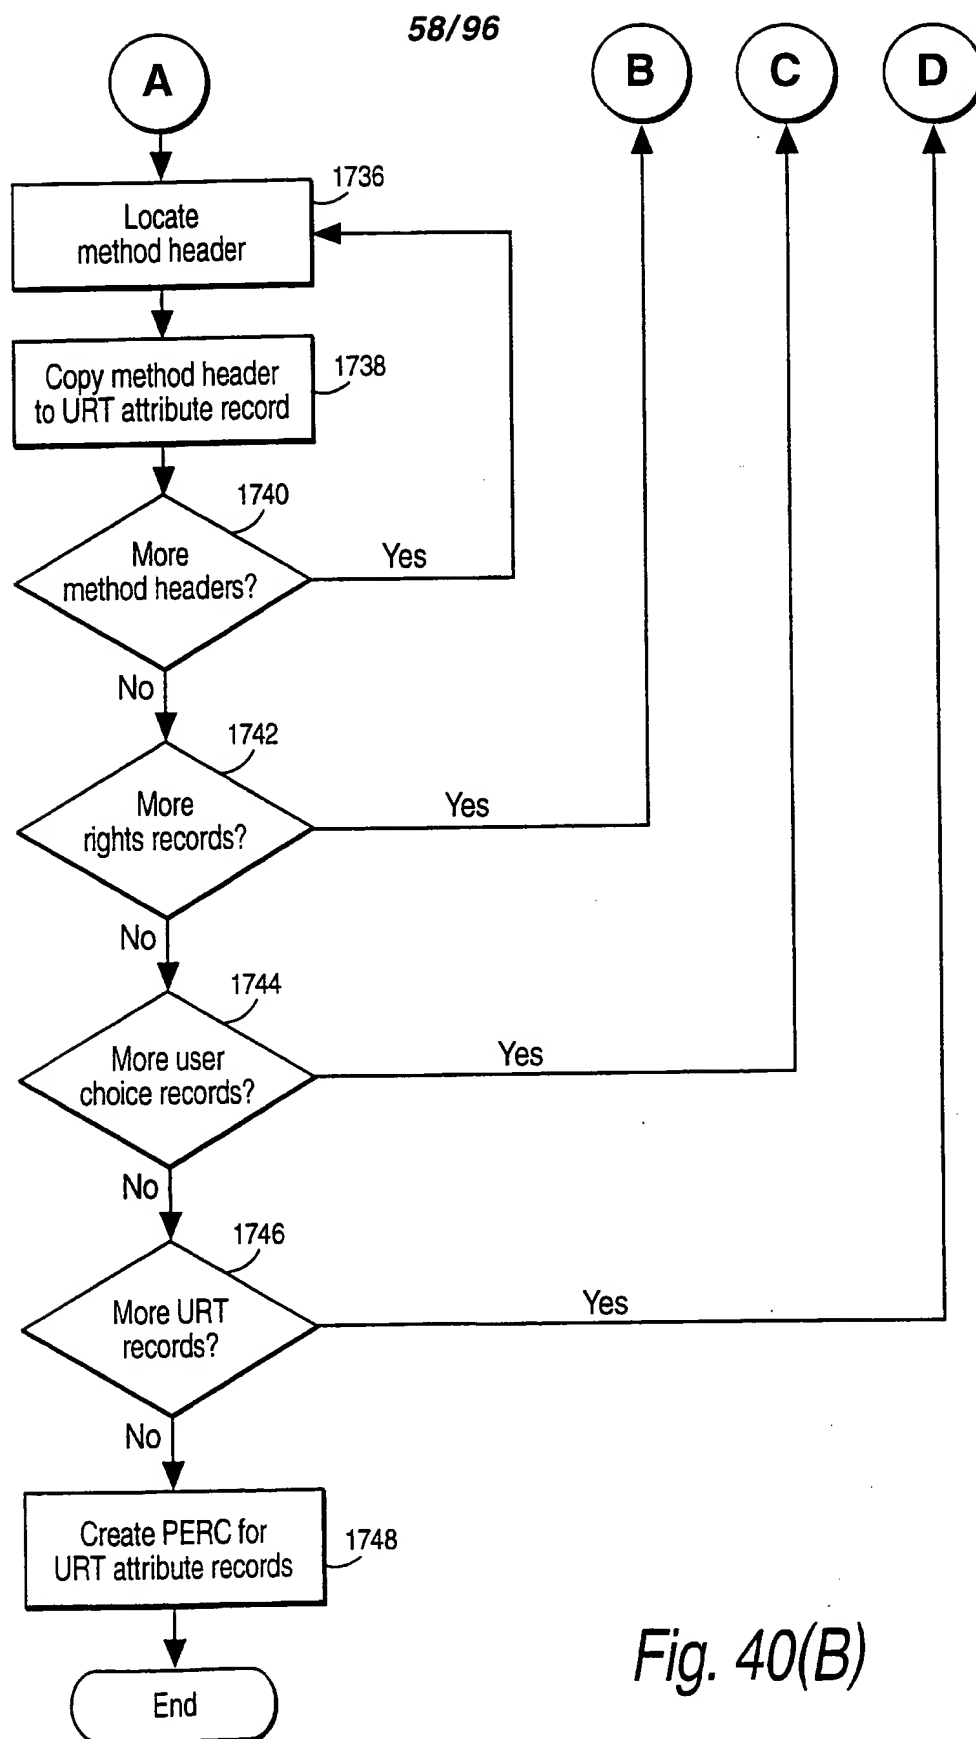 58/96
A
B
C
D
1736
Locate
method header
1738
Copy method header
to URT attribute record
1740
More
method headers?
Yes
No
1742
More
rights records?
Yes
No
1744
More user
choice records?
Yes
No
1746
More URT
records?
Yes
No
Create PERC for
URT attribute records
1748
End
Fig. 40(B)